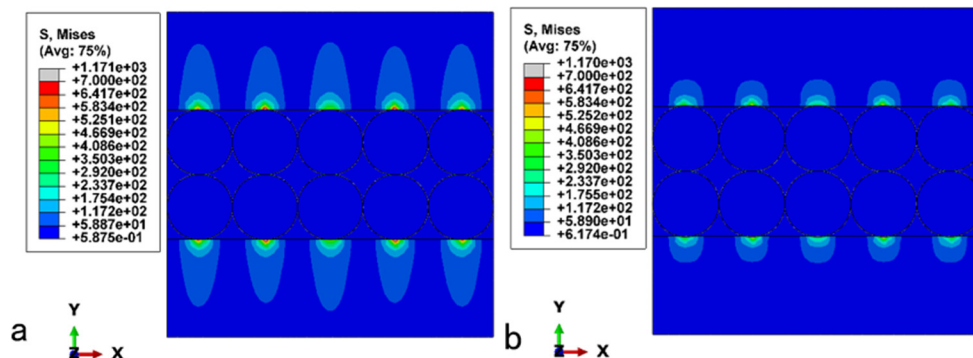 S, Mises
(Avg: 75%)
+1.171e+03
+7.000e+02
+6.417e+02
+5.834e+02
+5.251e+02
+4.669e+02
+4.086e+02
+3.503e+02
+2.920e+02
+2.337e+02
+1.754e+02
+1.172e+02
+5.887e+01
+5.875e-01
Y
Z
X
a
S, Mises
(Avg: 75%)
+1.170e+03
+7.000e+02
+6.417e+02
+5.834e+02
+5.252e+02
+4.669e+02
+4.086e+02
+3.503e+02
+2.920e+02
+2.337e+02
+1.755e+02
+1.172e+02
+5.890e+01
+6.174e-01
Y
Z
X
b